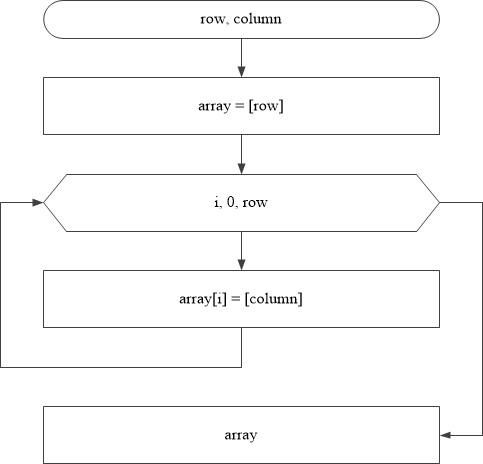 row, column
array = [row]
i, 0, row
array[i] = [column]
array